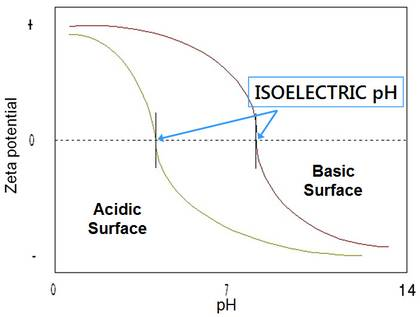 +
ISOELECTRIC pH
Zeta potential
0
Basic
Surface
Acidic
Surface
-
0
7
14
pH